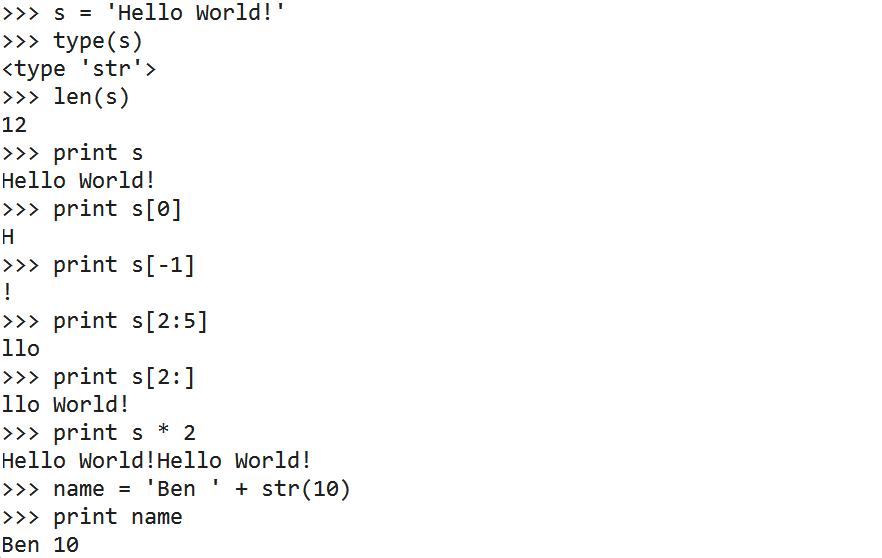 >>> s = 'Hello World!'
>>> type(s)
<type 'str'>
>>> len(s)
12
>>> print s
Hello World!
>>> print s[0]
H
>>> print s[-1]
!
>>> print s[2:5]
llo
>>> print s[2:]
llo World!
>>> print s * 2
Hello World!Hello World!
>>> name = 'Ben ' + str(10)
>>> print name
Ben 10